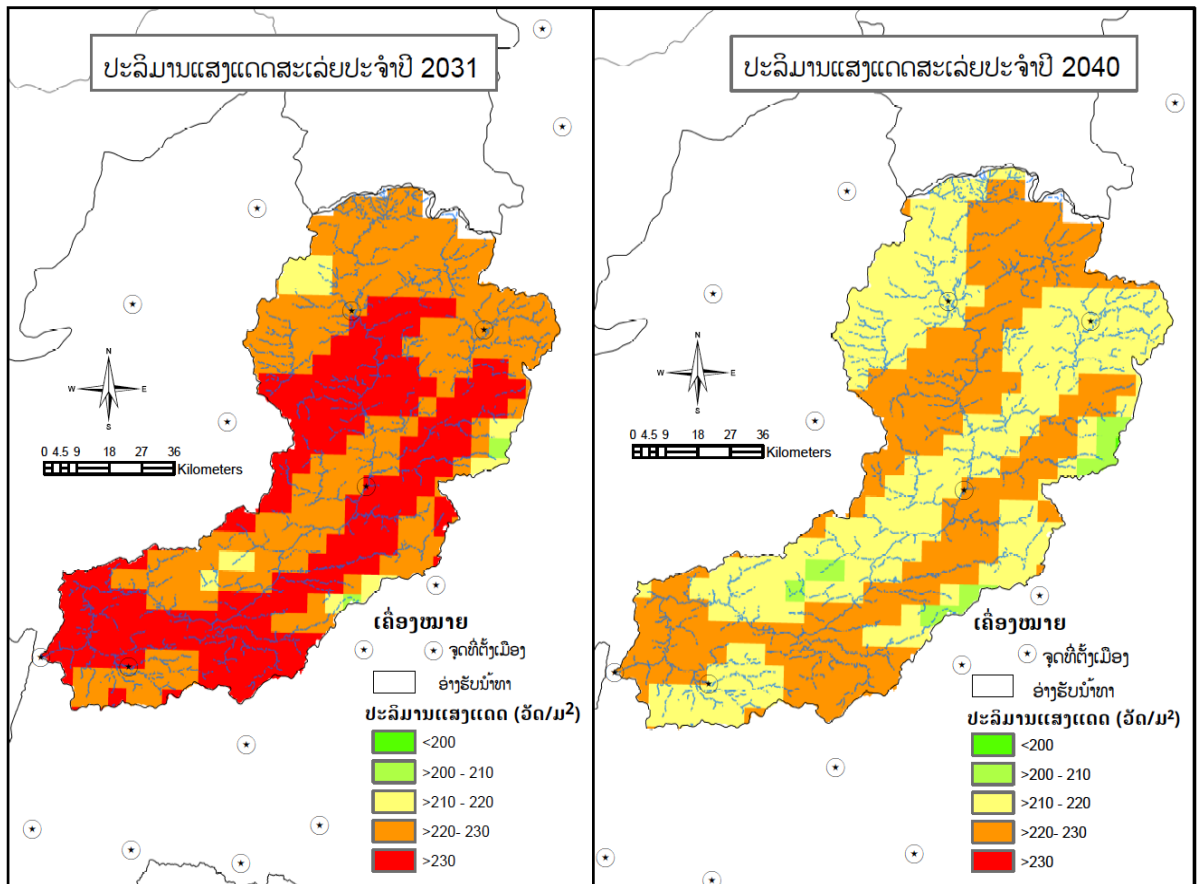 ປະລິມານແສງແດດສະເລ່ຍປະຈຳປີ 2031
N
W E
S
0 4.5 9 18 27 36
Kilometers
ເຄື່ອງໝາຍ
ຈຸດທີ່ຕັ້ງເມືອງ
ອ່າງຮັບນ້ຳທາ
ປະລິມານແສງແດດ (ວັດ/ມ²)
<200
>200 - 210
>210 - 220
>220- 230
>230
ປະລິມານແສງແດດສະເລ່ຍປະຈຳປີ 2040
N
W E
S
0 4.5 9 18 27 36
Kilometers
ເຄື່ອງໝາຍ
ຈຸດທີ່ຕັ້ງເມືອງ
ອ່າງຮັບນ້ຳທາ
ປະລິມານແສງແດດ (ວັດ/ມ²)
<200
>200 - 210
>210 - 220
>220- 230
>230